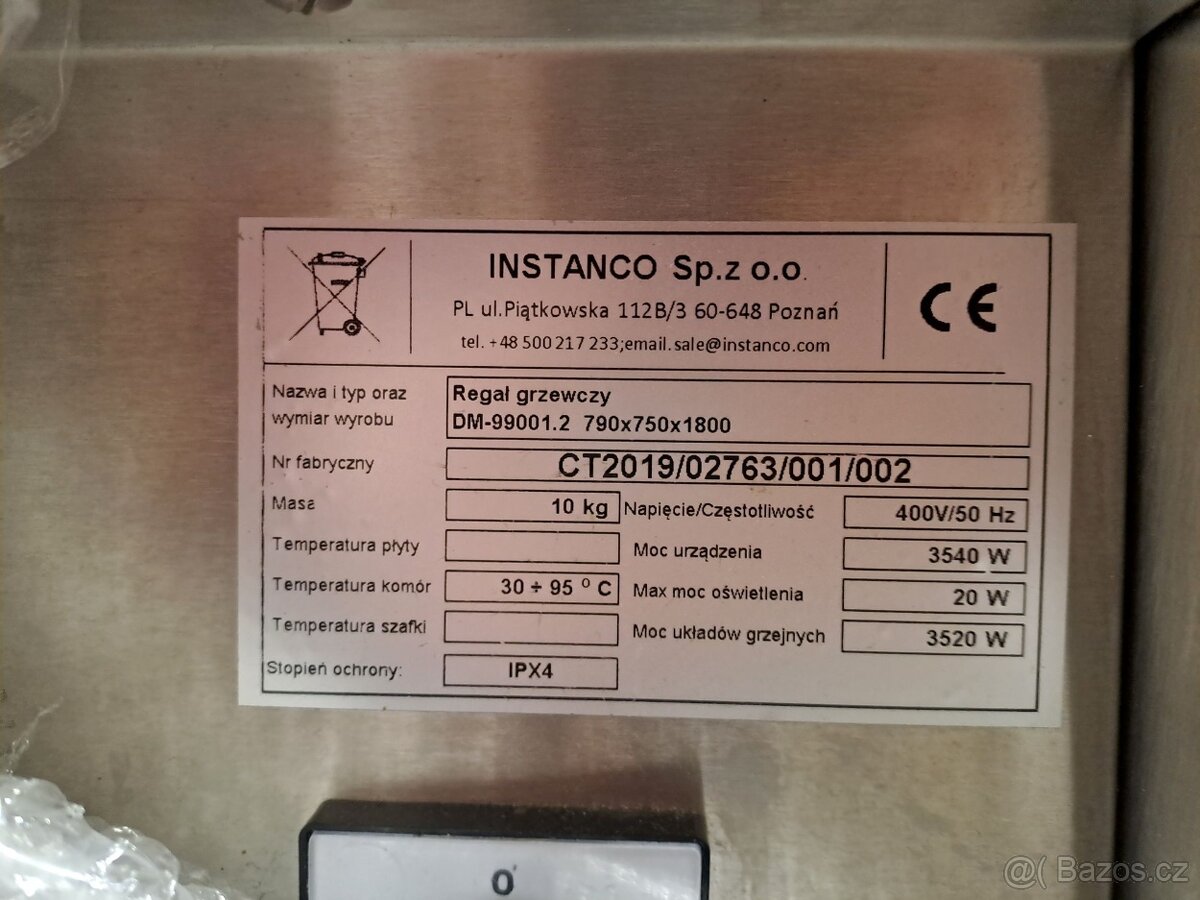 INSTANCO Sp.z o.o.
PL ul.Piątkowska 112B/3 60-648 Poznań
tel. +48 500 217 233;email.sale@instanco.com
CE
Nazwa i typ oraz
wymiar wyrobu
Regał grzewczy
DM-99001.2 790x750x1800
Nr fabryczny CT2019/02763/001/002
Masa 10 kg Napięcie/Częstotliwość 400V/50 Hz
Temperatura płyty Moc urządzenia 3540 W
Temperatura komór 30 ÷ 95 ⁰ C Max moc oświetlenia 20 W
Temperatura szafki Moc układów grzejnych 3520 W
Stopień ochrony: IPX4
0
@( Bazos.cz